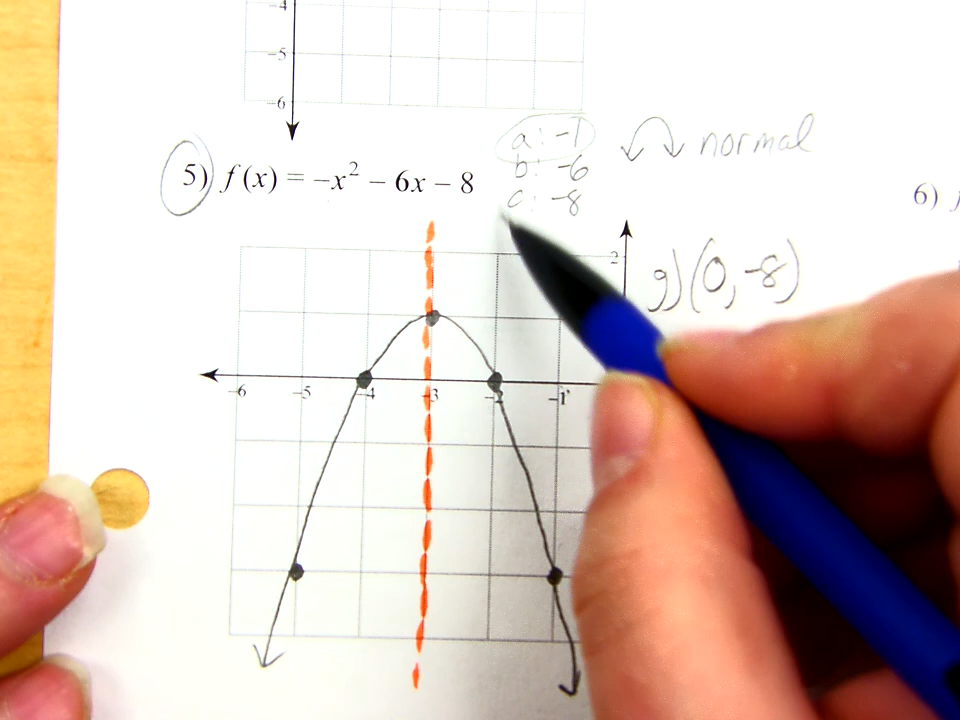 -4
-5
-6
a: -1 normal
5) f(x) = -x² - 6x - 8
b: -6
c: -8
6)
2
g) (0, -8)
-6 -5 -4 -3 -2 -1